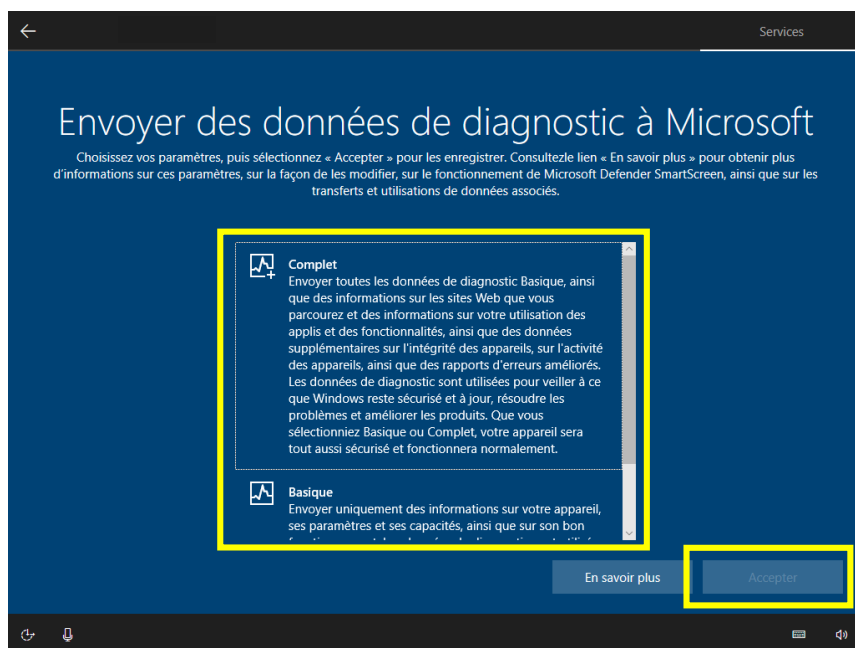 Services
Envoyer des données de diagnostic à Microsoft
Choisissez vos paramètres, puis sélectionnez « Accepter » pour les enregistrer. Consultezle lien « En savoir plus » pour obtenir plus
d'informations sur ces paramètres, sur la façon de les modifier, sur le fonctionnement de Microsoft Defender SmartScreen, ainsi que sur les
transferts et utilisations de données associés.
Complet
Envoyer toutes les données de diagnostic Basique, ainsi
que des informations sur les sites Web que vous
parcourez et des informations sur votre utilisation des
applis et des fonctionnalités, ainsi que des données
supplémentaires sur l'intégrité des appareils, sur l'activité
des appareils, ainsi que des rapports d'erreurs améliorés.
Les données de diagnostic sont utilisées pour veiller à ce
que Windows reste sécurisé et à jour, résoudre les
problèmes et améliorer les produits. Que vous
sélectionniez Basique ou Complet, votre appareil sera
tout aussi sécurisé et fonctionnera normalement.
Basique
Envoyer uniquement des informations sur votre appareil,
ses paramètres et ses capacités, ainsi que sur son bon
En savoir plus
Accepter